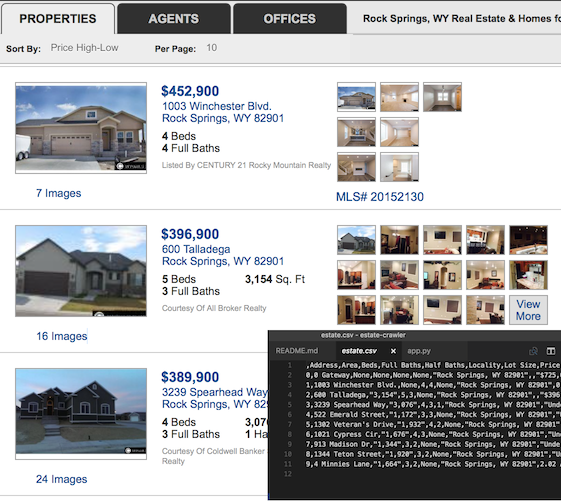 PROPERTIES
AGENTS
OFFICES
Rock Springs, WY Real Estate & Homes fo
Sort By: Price High-Low Per Page: 10
$452,900
1003 Winchester Blvd.
Rock Springs, WY 82901
4 Beds
4 Full Baths
Listed By CENTURY 21 Rocky Mountain Realty
7 Images
MLS# 20152130
$396,900
600 Talladega
Rock Springs, WY 82901
5 Beds 3,154 Sq. Ft
3 Full Baths
Courtesy Of All Broker Realty
16 Images
View
More
$389,900
3239 Spearhead Way
Rock Springs, WY 829
4 Beds 3,076
3 Full Baths 1 Ha
Courtesy Of Coldwell Banker
Realty
24 Images
estate.csv - estate-crawler
README.md estate.csv × app.py
1 ,Address,Area,Beds,Full Baths,Half Baths,Locality,Lot Size,Price
2 0,0 Gateway,None,None,None,None,"Rock Springs, WY 82901",,"$725,0
3 1,1003 Winchester Blvd.,None,4,4,None,"Rock Springs, WY 82901",0
4 2,600 Talladega,"3,154",5,3,None,"Rock Springs, WY 82901",,"$396
5 3,3239 Spearhead Way,"3,076",4,3,1,"Rock Springs, WY 82901","Und
6 4,522 Emerald Street,"1,172",3,3,None,"Rock Springs, WY 82901","U
7 5,1302 Veteran's Drive,"1,932",4,2,None,"Rock Springs, WY 82901"
8 6,1021 Cypress Cir,"1,676",4,3,None,"Rock Springs, WY 82901","Und
9 7,913 Madison Dr,"1,344",3,2,None,"Rock Springs, WY 82901","Unde
10 8,1344 Teton Street,"1,920",3,2,None,"Rock Springs, WY 82901","U
11 9,4 Minnies Lane,"1,664",3,2,None,"Rock Springs, WY 82901",2.02 A
12